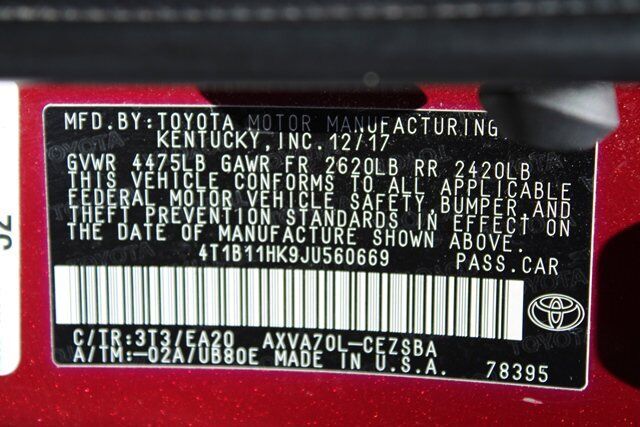 MFD. BY: TOYOTA MOTOR MANUFACTURING
KENTUCKY, INC. 12/17
GVWR 4475LB GAWR FR 2620LB RR 2420LB
THIS VEHICLE CONFORMS TO ALL APPLICABLE
FEDERAL MOTOR VEHICLE SAFETY, BUMPER, AND
THEFT PREVENTION STANDARDS IN EFFECT ON
THE DATE OF MANUFACTURE SHOWN ABOVE.
4T1B11HK9JU560669 PASS.CAR
C/TR:3T3/EA20 AXVA70L-CEZSBA
A/TM:-02A/UB80E MADE IN U.S.A.
78395
TOYOTA
52